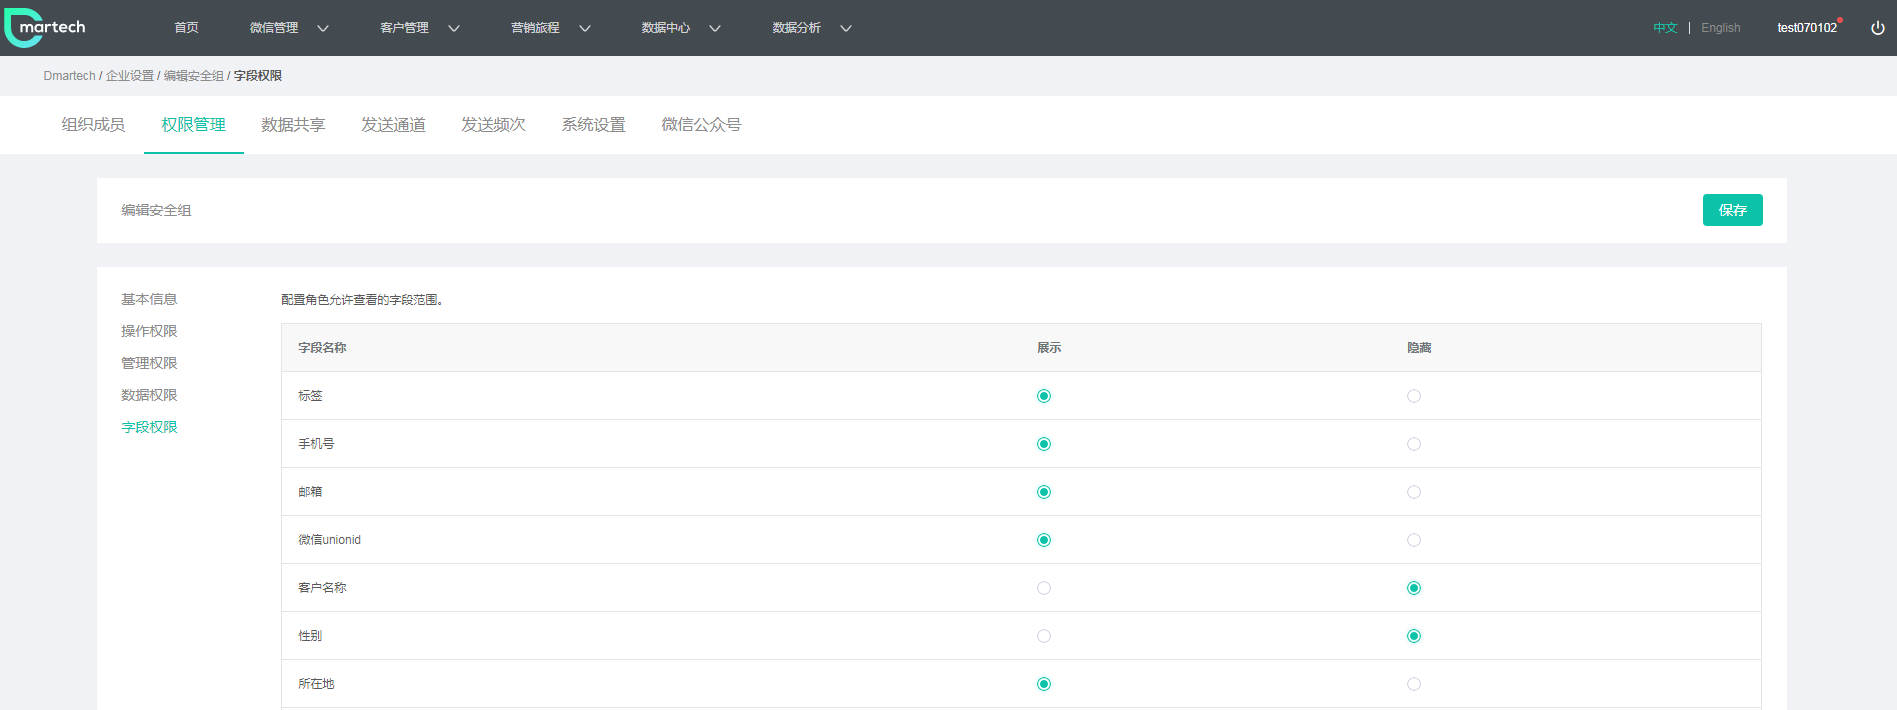 martech 首页 微信管理 客户管理 营销旅程 数据中心 数据分析 中文 | English test070102
Dmartech / 企业设置 / 编辑安全组 / 字段权限
组织成员 权限管理 数据共享 发送通道 发送频次 系统设置 微信公众号
编辑安全组 保存
基本信息
操作权限
管理权限
数据权限
字段权限
配置角色允许查看的字段范围。
字段名称 展示 隐藏
标签
手机号
邮箱
微信unionid
客户名称
性别
所在地